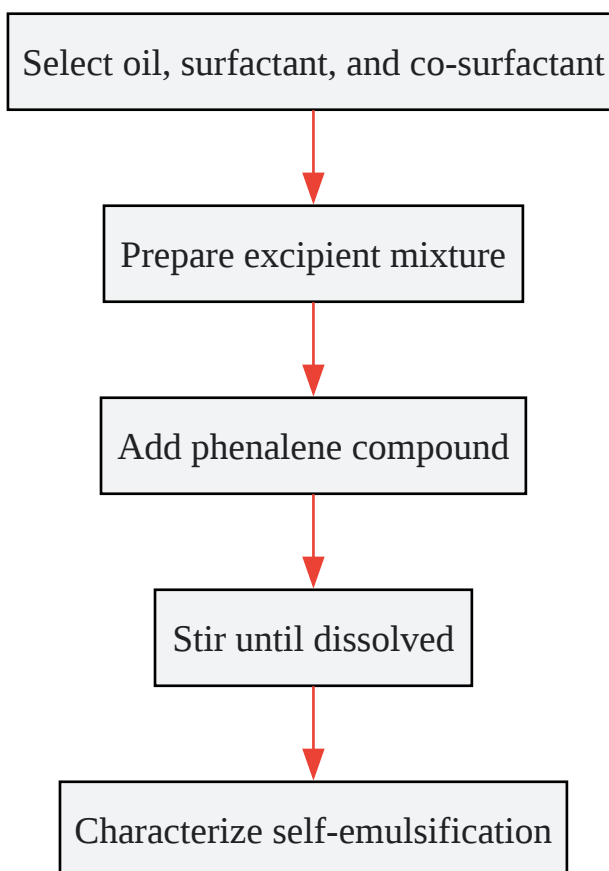 Select oil, surfactant, and co-surfactant
Prepare excipient mixture
Add phenalene compound
Stir until dissolved
Characterize self-emulsification